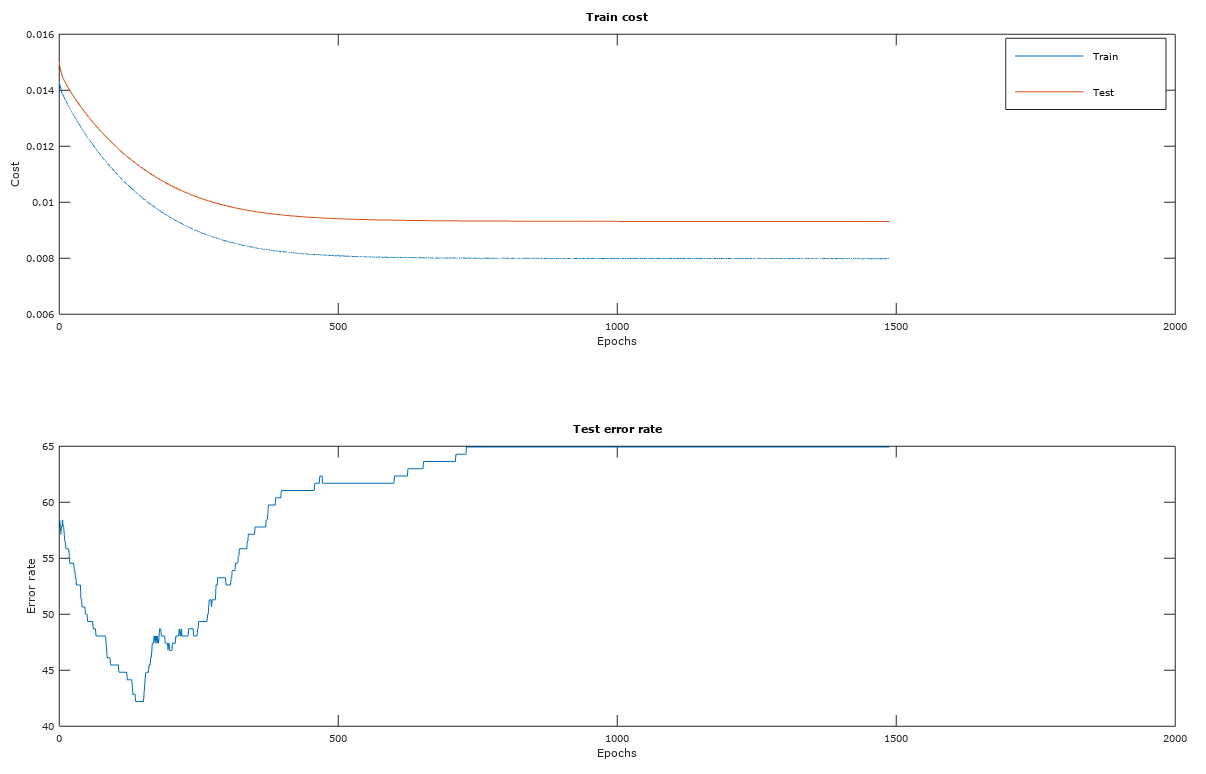 Train cost
0.016
0.014
0.012
0.01
0.008
0.006
Cost
Train
Test
0 500 1000 1500 2000
Epochs
Test error rate
65
60
55
50
45
40
Error rate
0 500 1000 1500 2000
Epochs